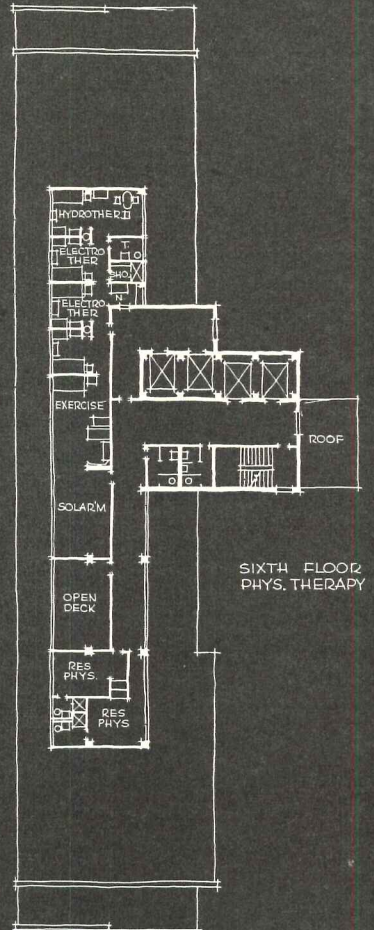 HYDROTHER.
T.
ELECTRO
THER
SHO.
N.
ELECTRO
THER
EXERCISE
ROOF
SOLAR'M
SIXTH FLOOR
PHYS. THERAPY
OPEN
DECK
RES
PHYS.
RES
PHYS